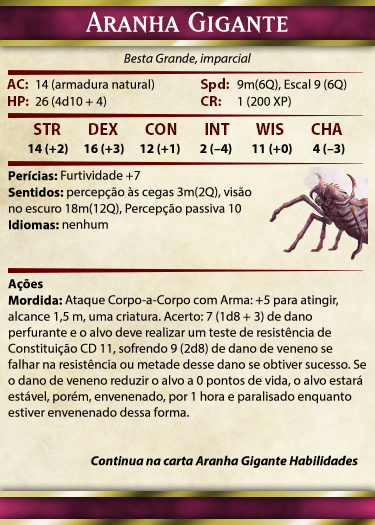 ARANHA GIGANTE
Besta Grande, imparcial
AC: 14 (armadura natural) Spd: 9m(6Q), Escal 9 (6Q)
HP: 26 (4d10 + 4) CR: 1 (200 XP)
STR DEX CON INT WIS CHA
14 (+2) 16 (+3) 12 (+1) 2 (–4) 11 (+0) 4 (–3)
Perícias: Furtividade +7
Sentidos: percepção às cegas 3m(2Q), visão
no escuro 18m(12Q), Percepção passiva 10
Idiomas: nenhum
Ações
Mordida: Ataque Corpo-a-Corpo com Arma: +5 para atingir,
alcance 1,5 m, uma criatura. Acerto: 7 (1d8 + 3) de dano
perfurante e o alvo deve realizar um teste de resistência de
Constituição CD 11, sofrendo 9 (2d8) de dano de veneno se
falhar na resistência ou metade desse dano se obtiver sucesso. Se
o dano de veneno reduzir o alvo a 0 pontos de vida, o alvo estará
estável, porém, envenenado, por 1 hora e paralisado enquanto
estiver envenenado dessa forma.
Continua na carta Aranha Gigante Habilidades